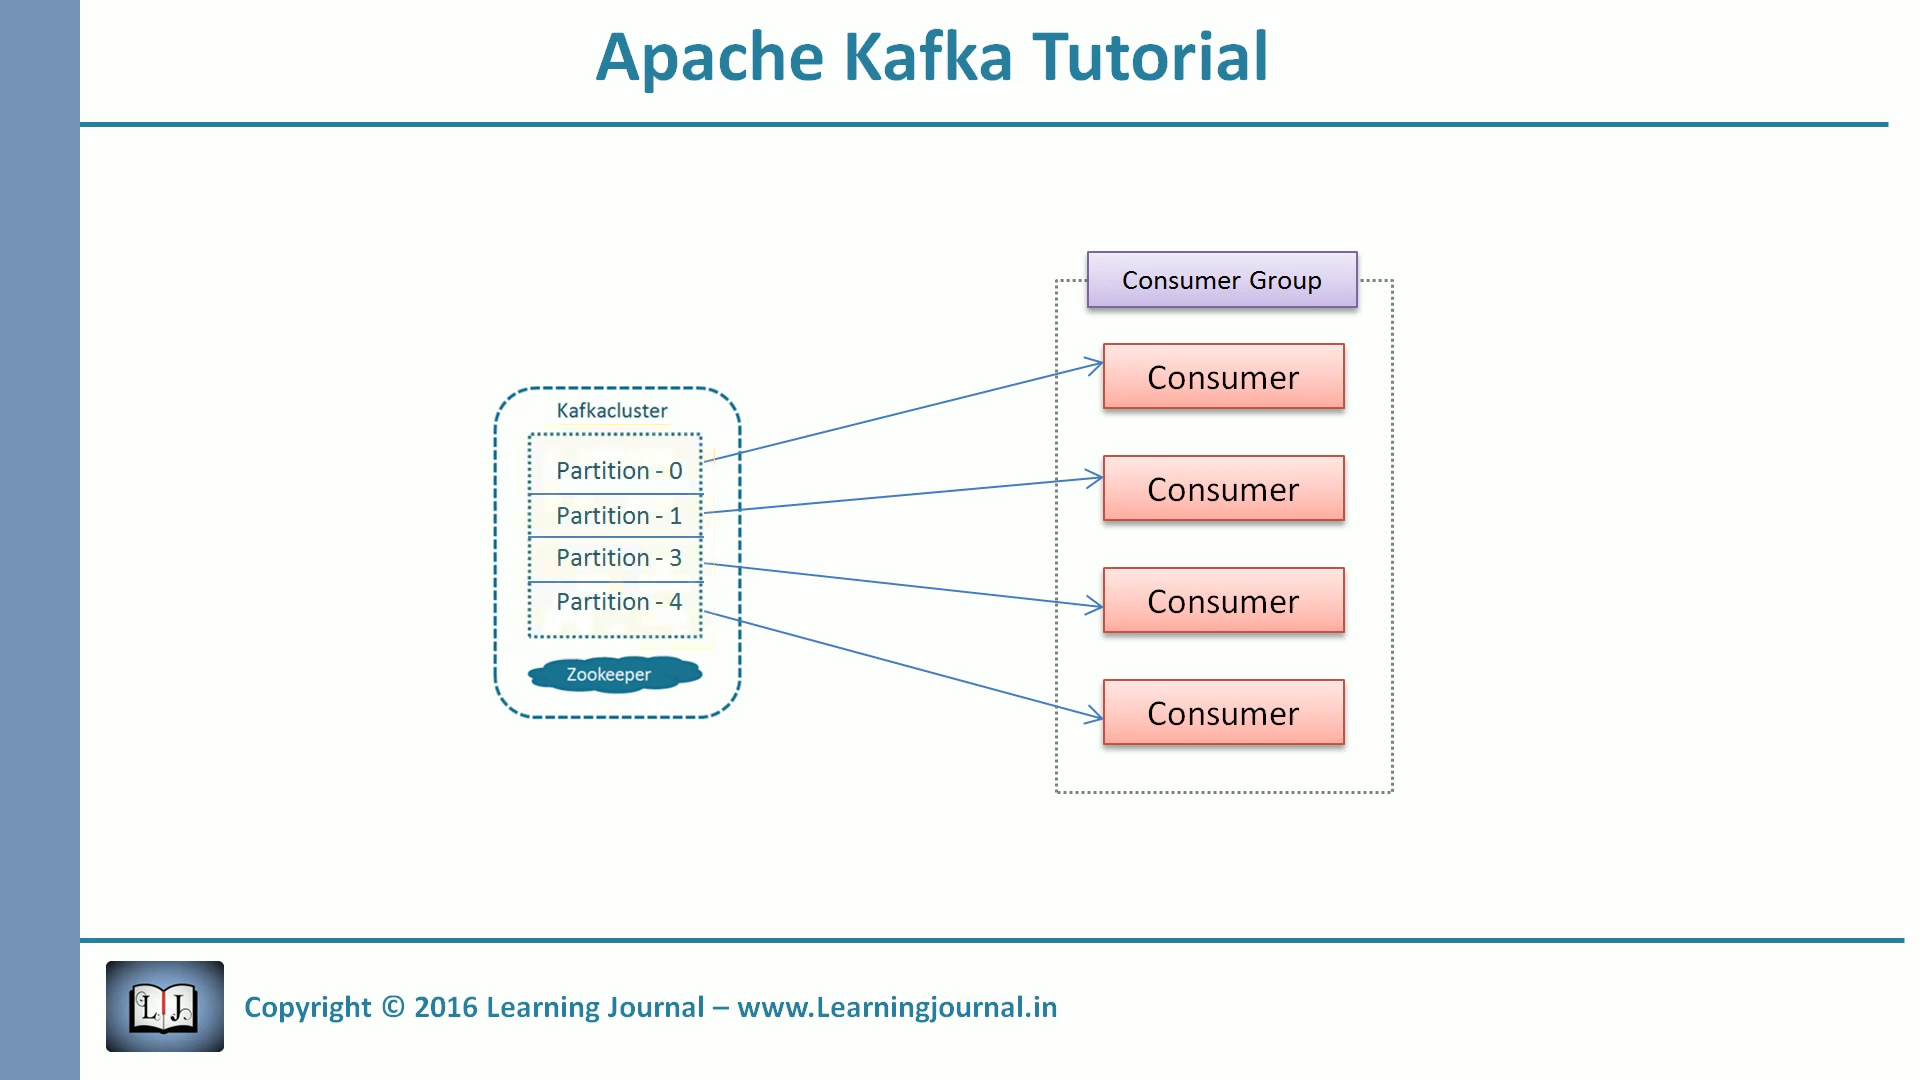 Apache Kafka Tutorial
Consumer Group
Consumer
Consumer
Consumer
Consumer
Kafkacluster
Partition - 0
Partition - 1
Partition - 3
Partition - 4
Zookeeper
L J
Copyright © 2016 Learning Journal – www.Learningjournal.in